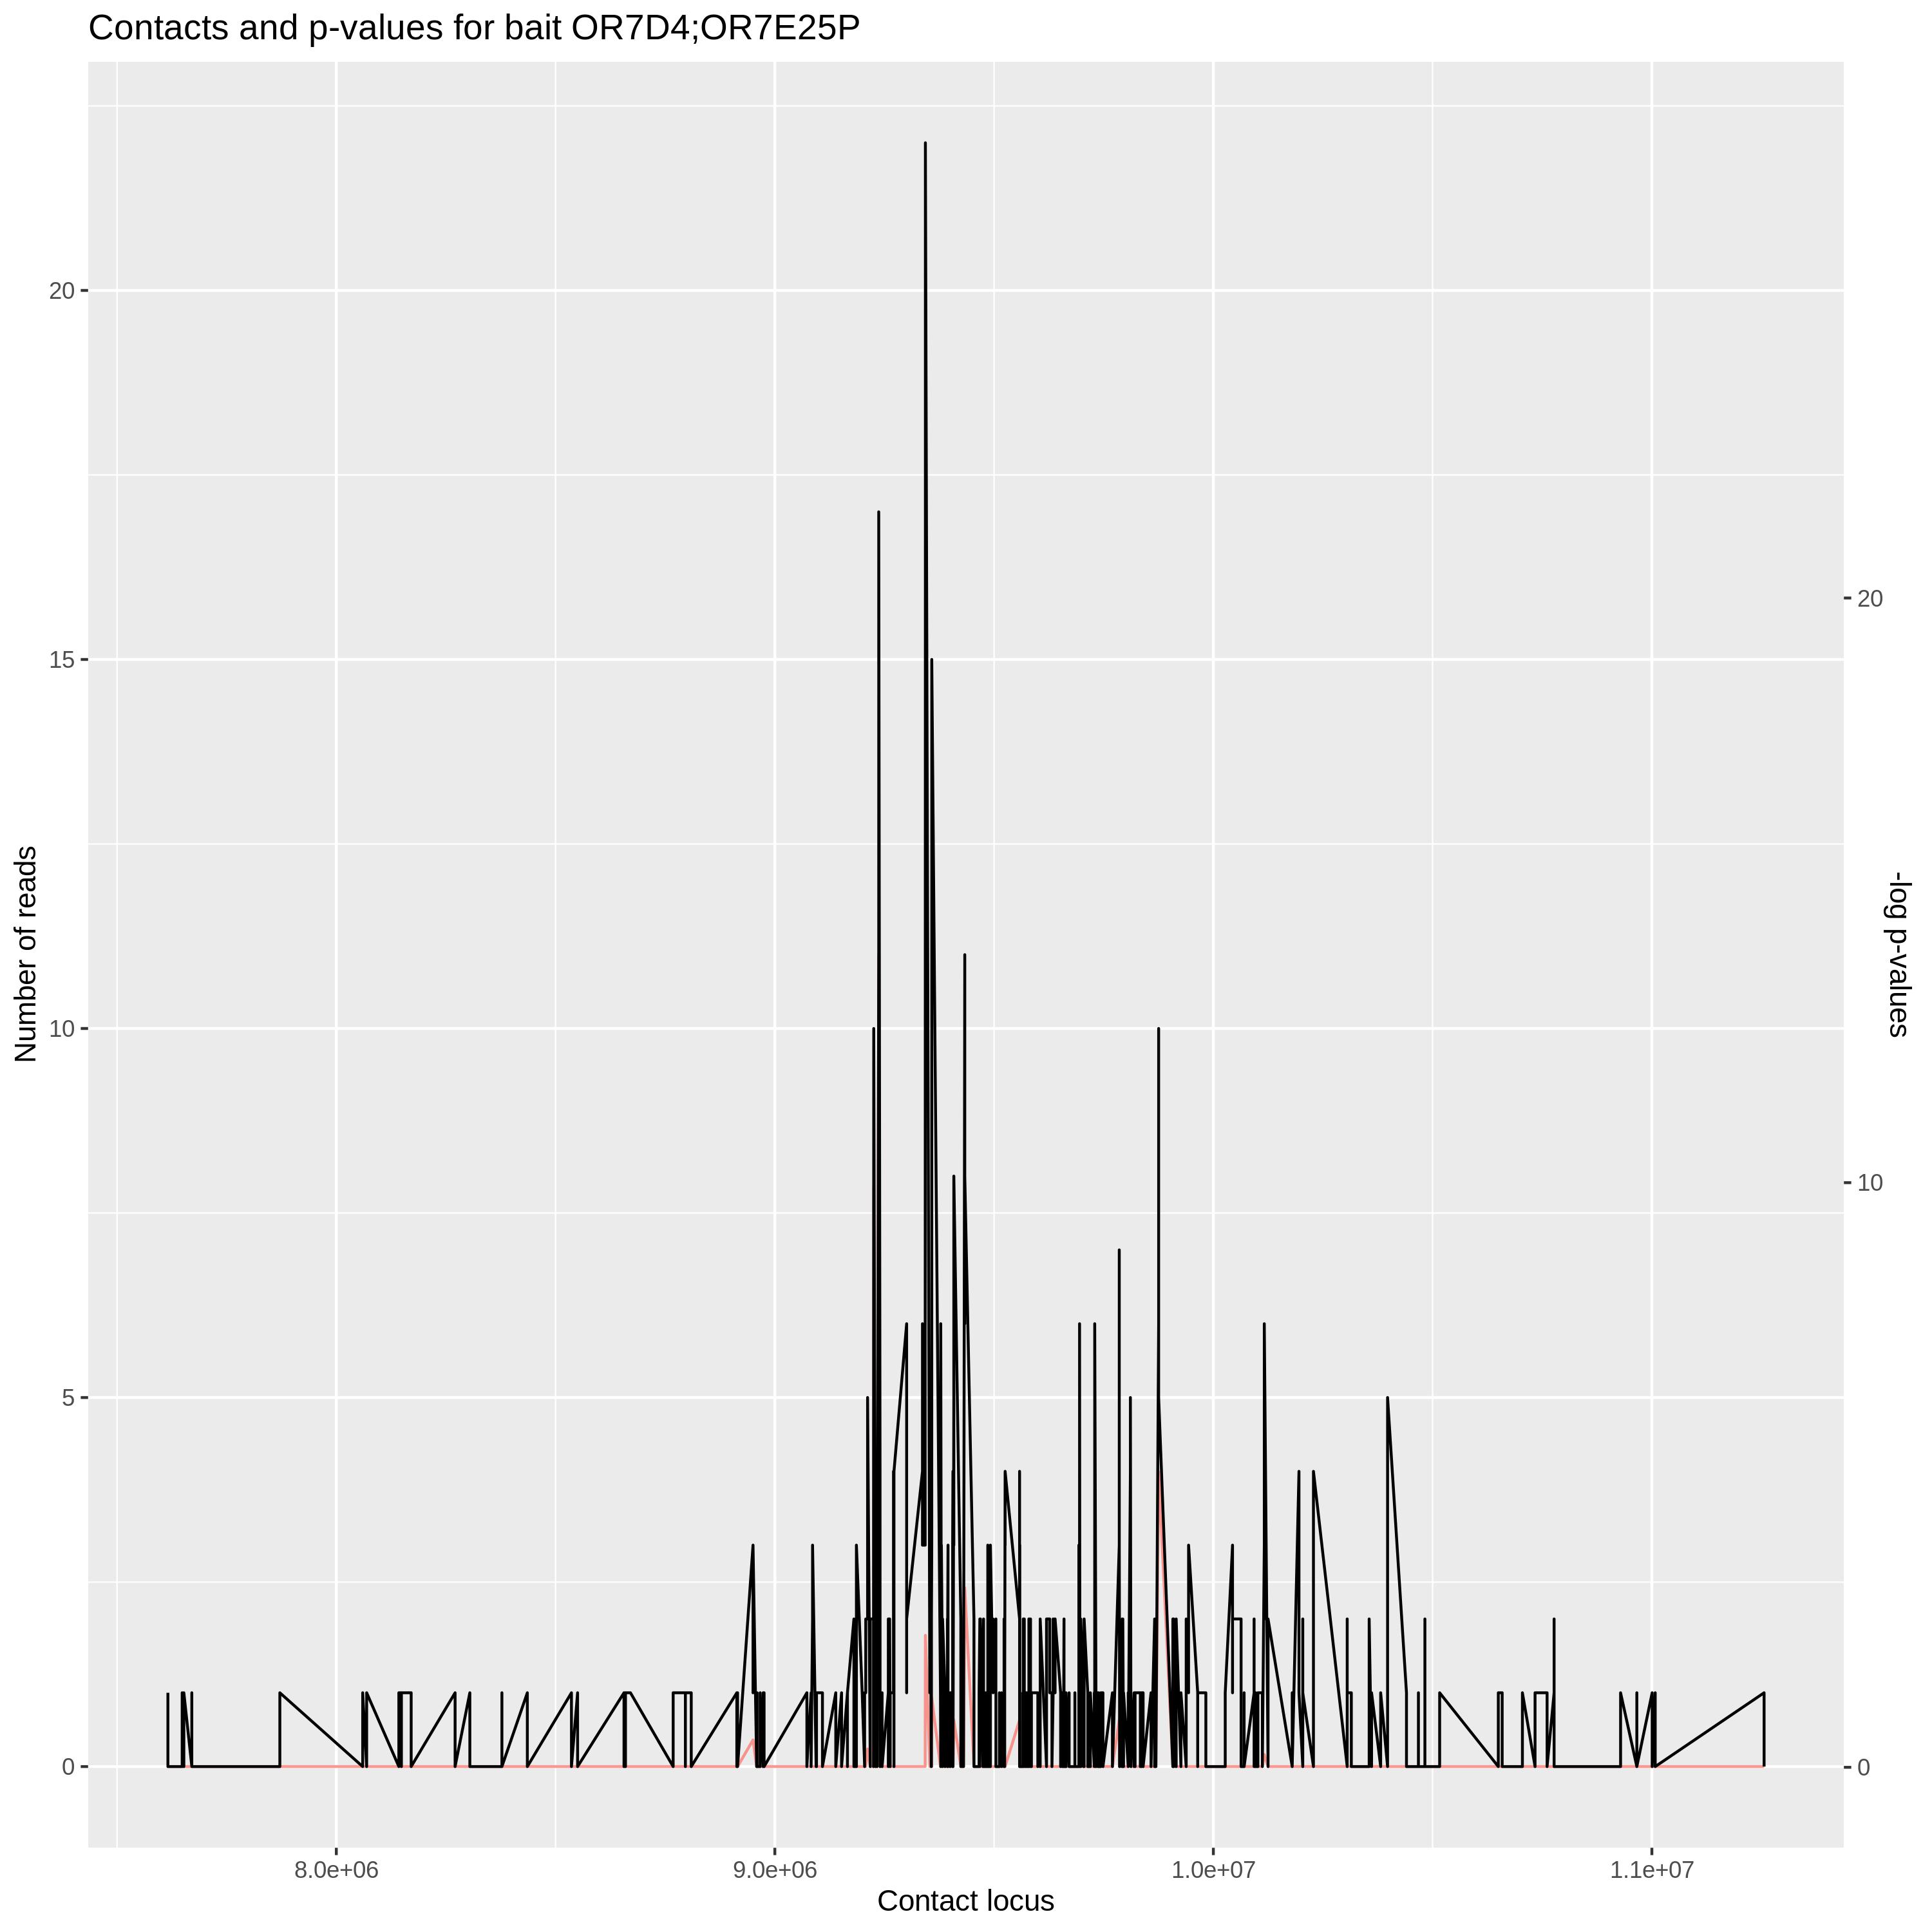 Contacts and p-values for bait OR7D4;OR7E25P
20
15
10
5
0
Number of reads
20
10
0
-log p-values
8.0e+06
9.0e+06
1.0e+07
1.1e+07
Contact locus